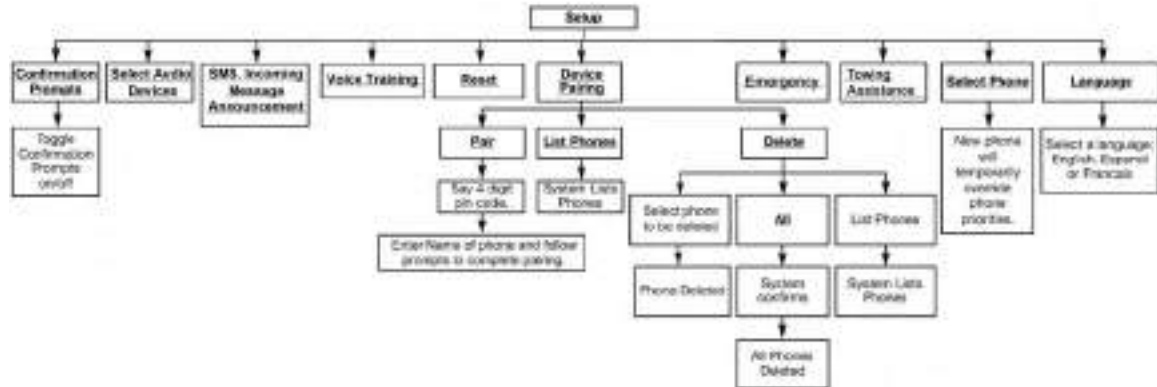 Setup
Confirmation
Prompts
Select Audio
Devices
SMS, Incoming
Message
Announcement
Voice Training
Reset
Device
Pairing
Emergency
Towing
Assistance
Select Phone
Language
Toggle
Confirmation
Prompts
on/off
Pair
List Phones
Delete
New phone
will
temporarily
override
phone
priorities.
Select a language:
English, Espanol
or Francais
Say 4 digit
pin code.
System Lists
Phones
Select phone
to be deleted
All
List Phones
Enter Name of phone and follow
prompts to complete pairing.
Phone Deleted
System
confirms
System Lists
Phones
All Phones
Deleted